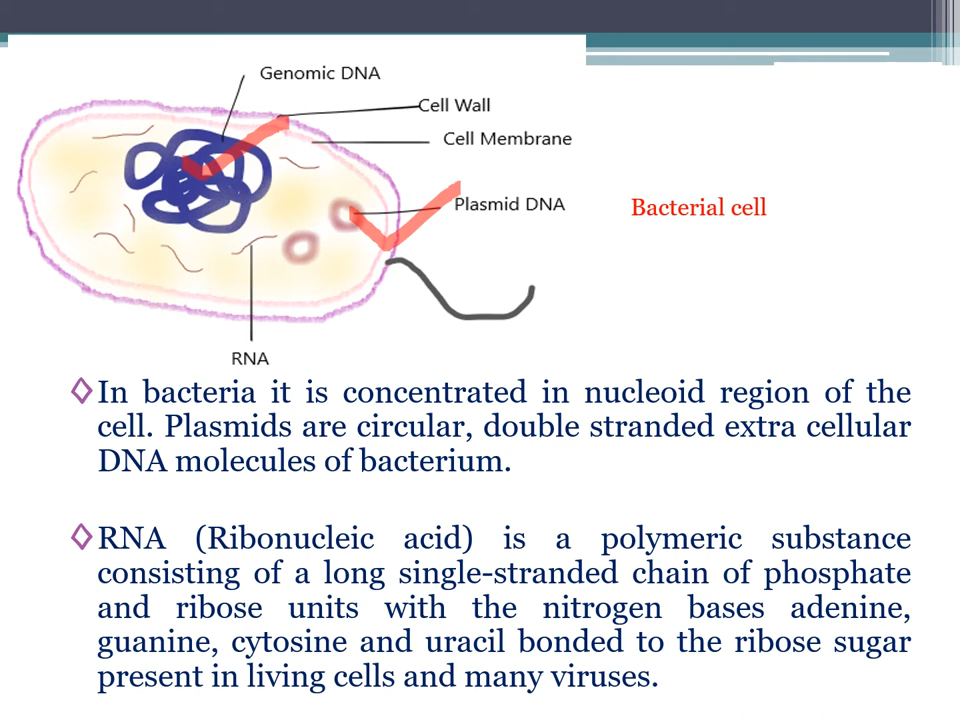 Genomic DNA
Cell Wall
Cell Membrane
Plasmid DNA
Bacterial cell
RNA
In bacteria it is concentrated in nucleoid region of the
cell. Plasmids are circular, double stranded extra cellular
DNA molecules of bacterium.
RNA (Ribonucleic acid) is a polymeric substance
consisting of a long single-stranded chain of phosphate
and ribose units with the nitrogen bases adenine,
guanine, cytosine and uracil bonded to the ribose sugar
present in living cells and many viruses.